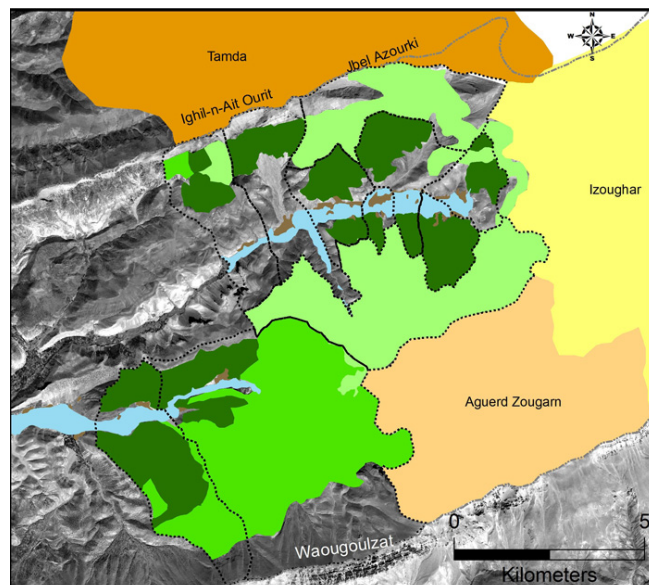 N
W E
S
Tamda
Jbel Azourki
Ighil-n-Ait Ourit
Izoughar
Aguerd Zougarn
Waougoulzat
0 5
Kilometers